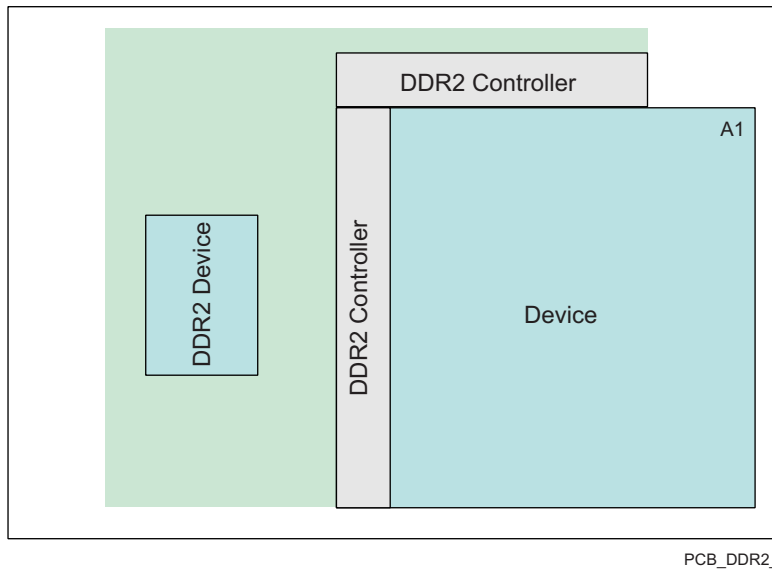 DDR2 Controller
A1
DDR2 Device
DDR2 Controller
Device
PCB_DDR2_